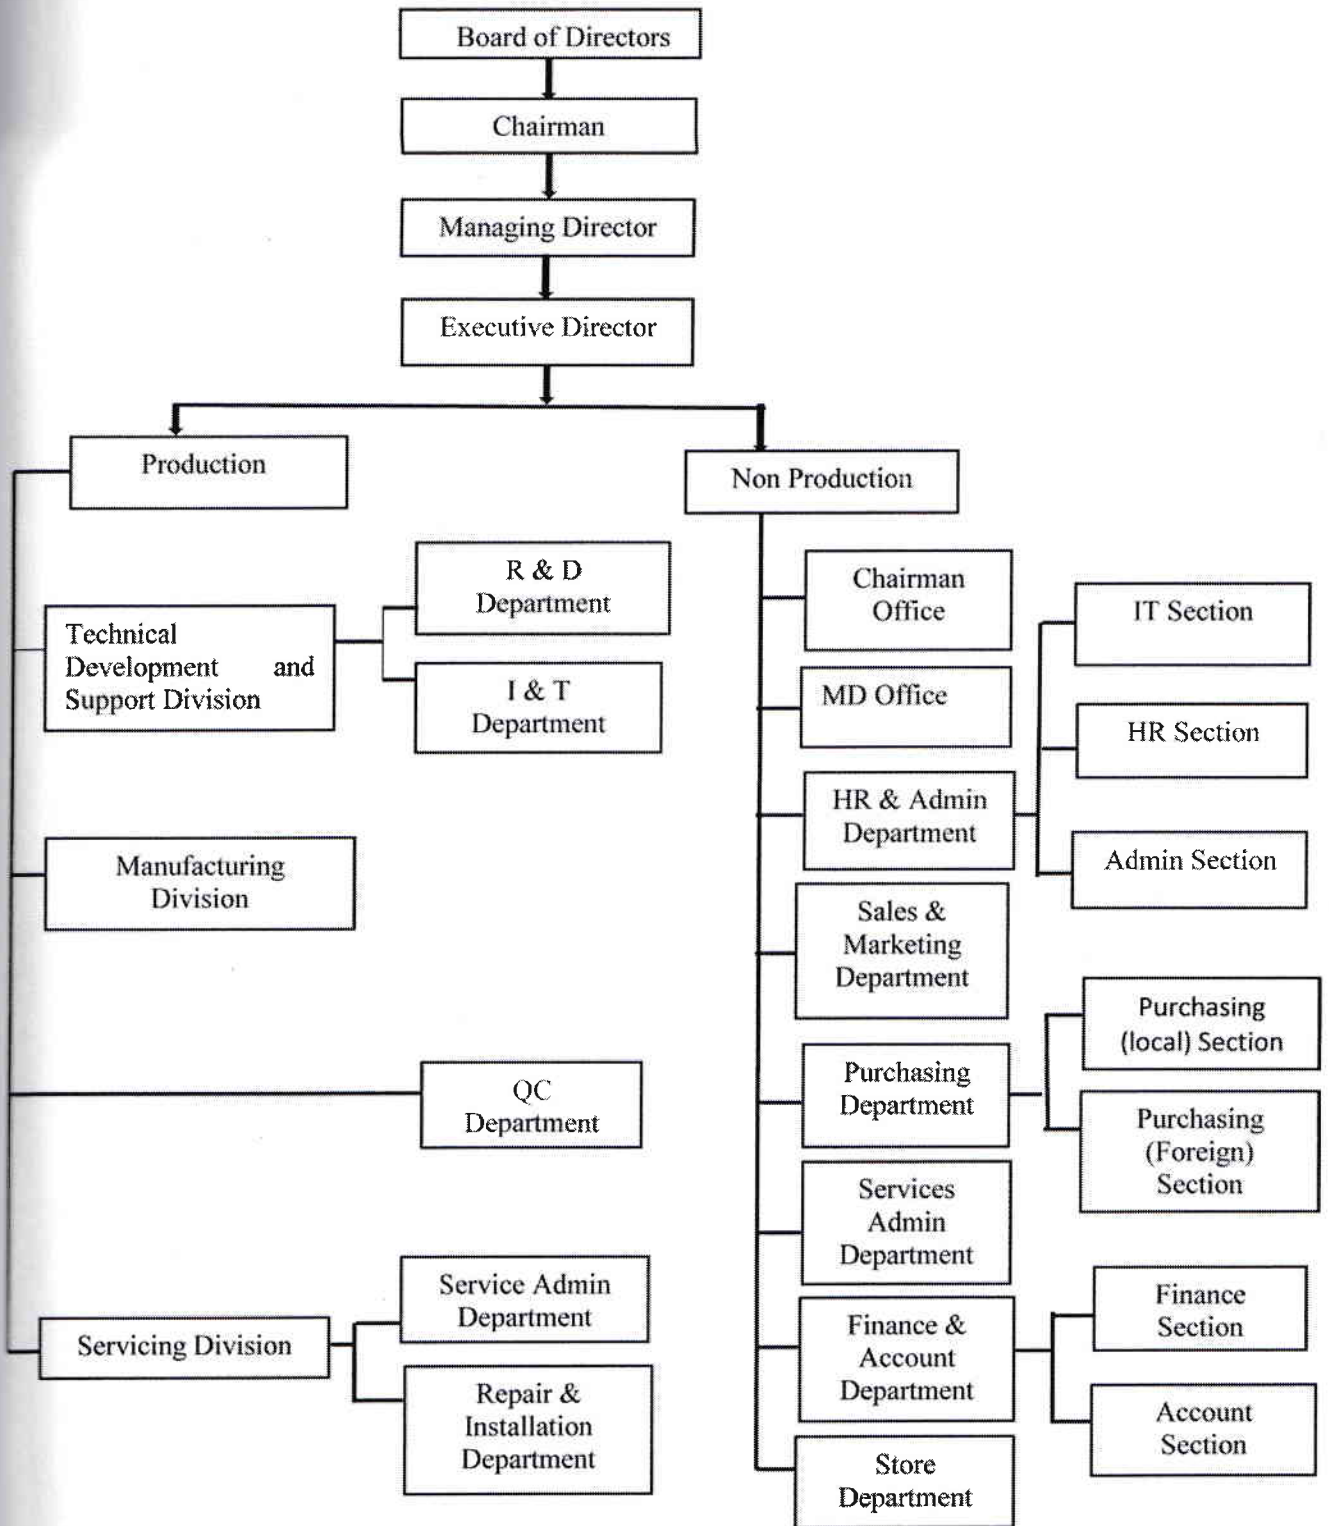 Board of Directors
Chairman
Managing Director
Executive Director
Production
Non Production
Technical
Development and
Support Division
R & D
Department
I & T
Department
Manufacturing
Division
QC
Department
Servicing Division
Service Admin
Department
Repair &
Installation
Department
Chairman
Office
MD Office
HR & Admin
Department
IT Section
HR Section
Admin Section
Sales &
Marketing
Department
Purchasing
Department
Purchasing
(local) Section
Purchasing
(Foreign)
Section
Services
Admin
Department
Finance &
Account
Department
Finance
Section
Account
Section
Store
Department